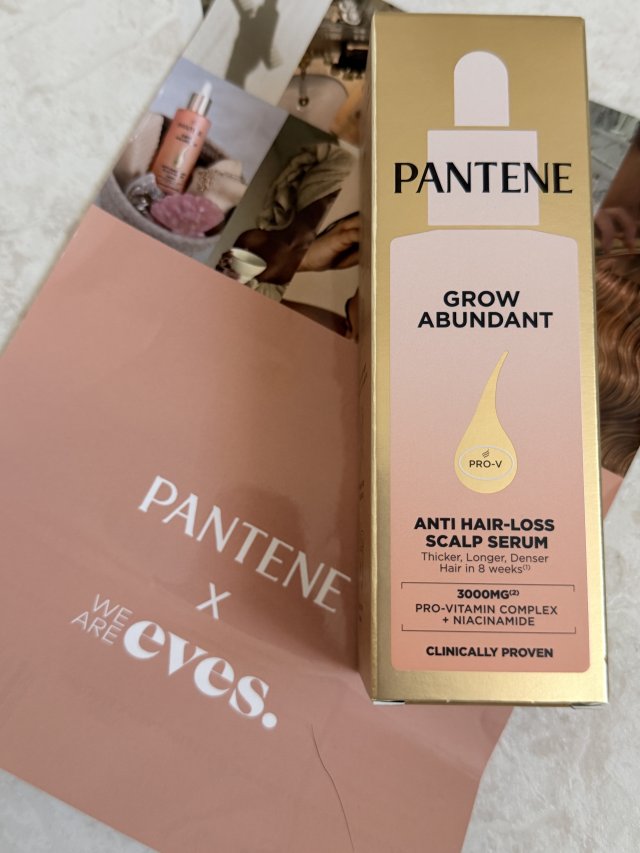 PANTENE
GROW
ABUNDANT
PRO-V
ANTI HAIR-LOSS
SCALP SERUM
Thicker, Longer, Denser
Hair in 8 weeks(1)
3000MG(2)
PRO-VITAMIN COMPLEX
+ NIACINAMIDE
CLINICALLY PROVEN
PANTENE
PANTENE
X
WE
ARE eves.